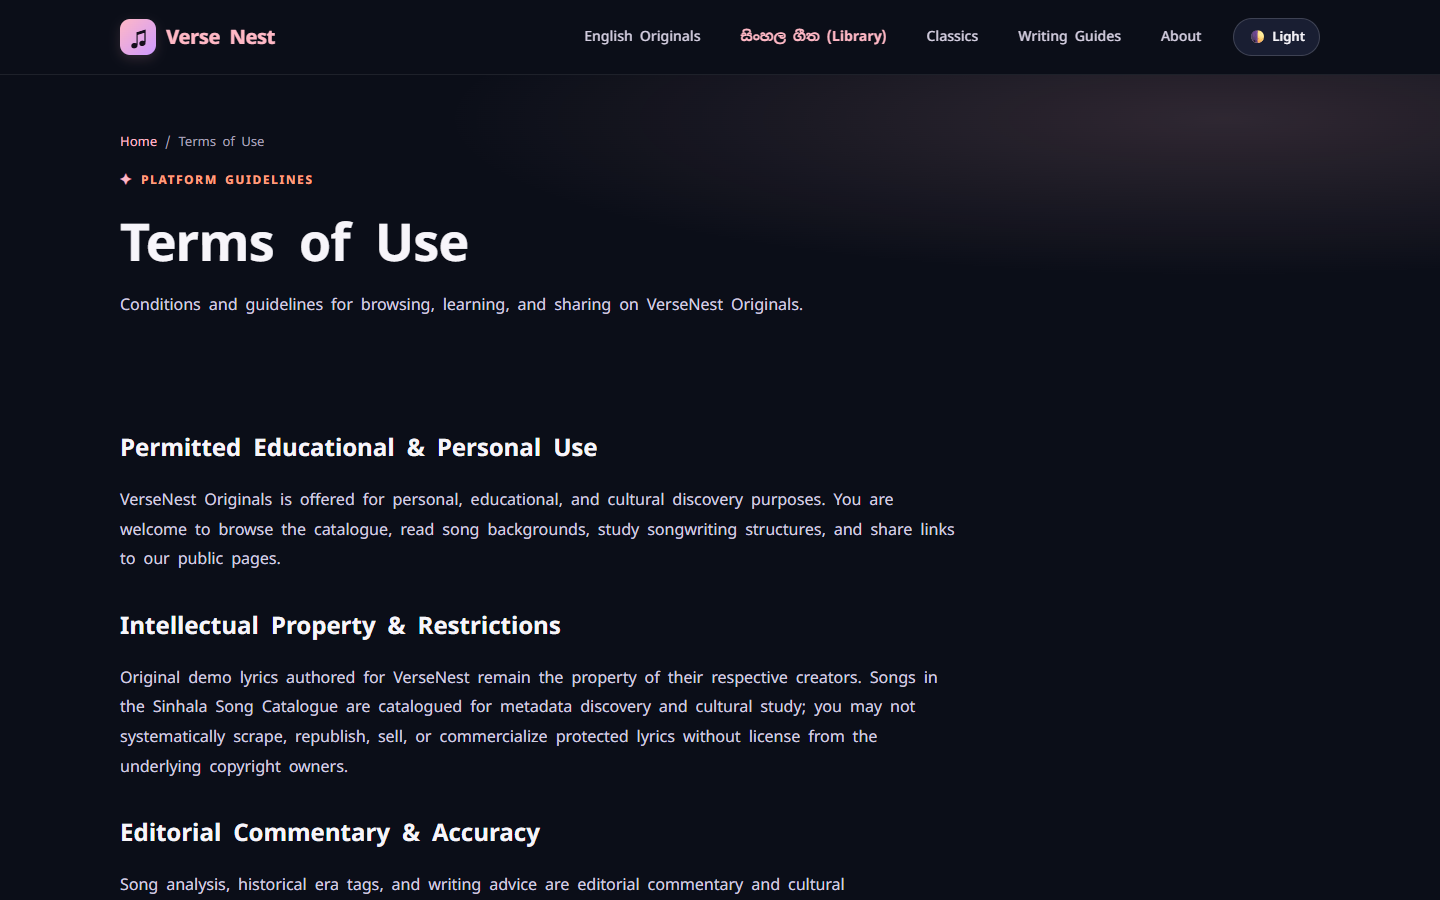 Verse Nest
English Originals
සිංහල ගීත (Library)
Classics
Writing Guides
About
Light
Home / Terms of Use
PLATFORM GUIDELINES
Terms of Use
Conditions and guidelines for browsing, learning, and sharing on VerseNest Originals.
Permitted Educational & Personal Use
VerseNest Originals is offered for personal, educational, and cultural discovery purposes. You are
welcome to browse the catalogue, read song backgrounds, study songwriting structures, and share links
to our public pages.
Intellectual Property & Restrictions
Original demo lyrics authored for VerseNest remain the property of their respective creators. Songs in
the Sinhala Song Catalogue are catalogued for metadata discovery and cultural study; you may not
systematically scrape, republish, sell, or commercialize protected lyrics without license from the
underlying copyright owners.
Editorial Commentary & Accuracy
Song analysis, historical era tags, and writing advice are editorial commentary and cultural